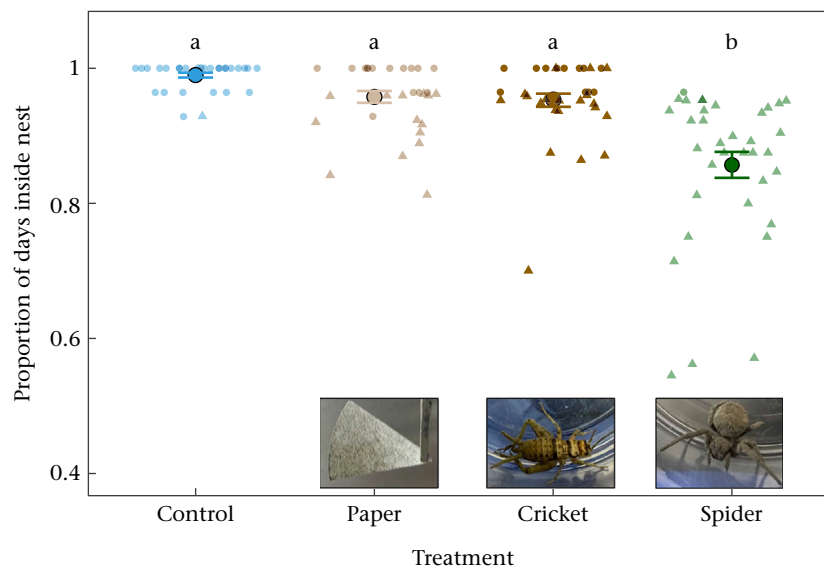 a a a b
1
0.8
0.6
0.4
Proportion of days inside nest
Control Paper Cricket Spider
Treatment